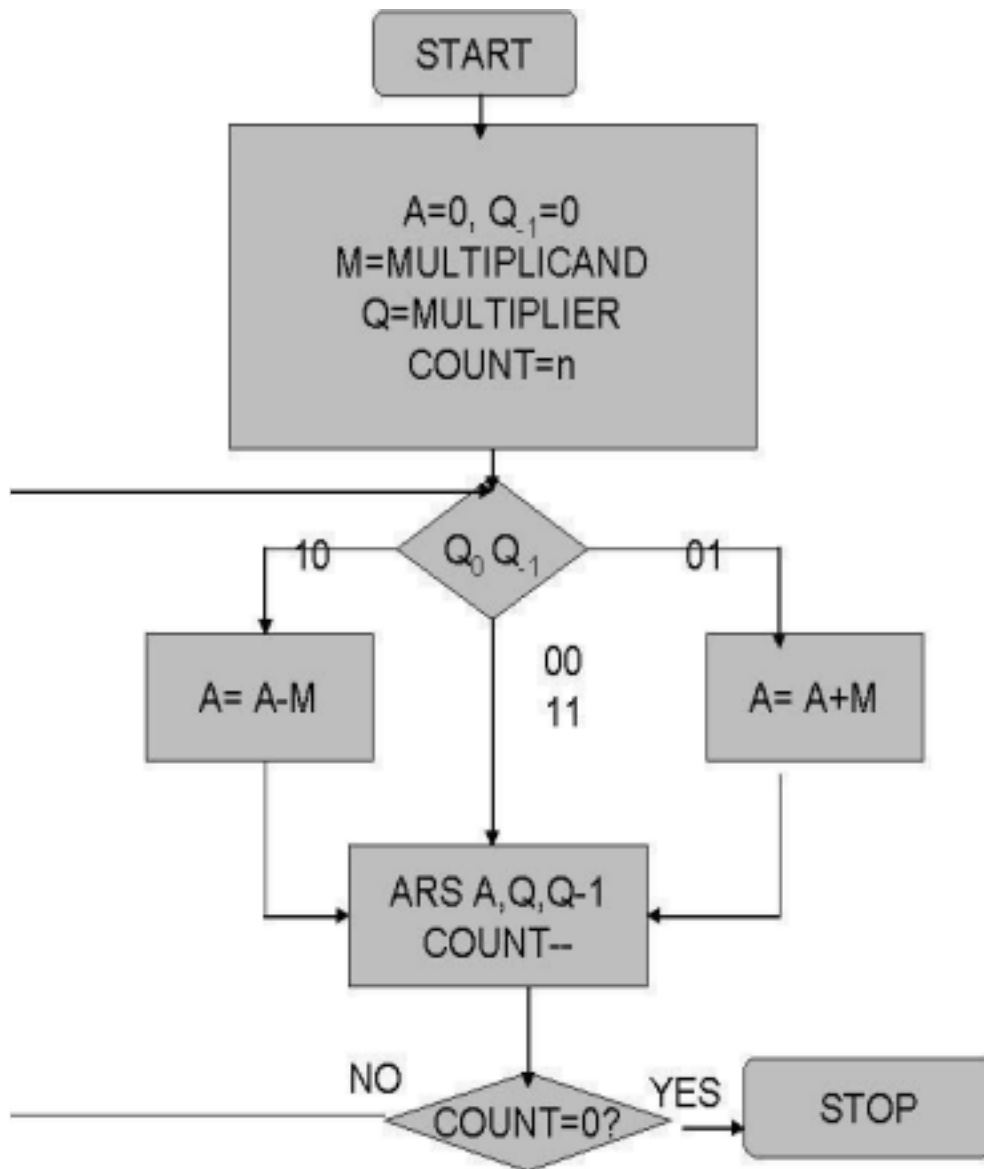 START
A=0, Q-1=0
M=MULTIPLICAND
Q=MULTIPLIER
COUNT=n
10
Q0 Q-1
01
A= A-M
00
11
A= A+M
ARS A,Q,Q-1
COUNT--
NO
COUNT=0?
YES
STOP